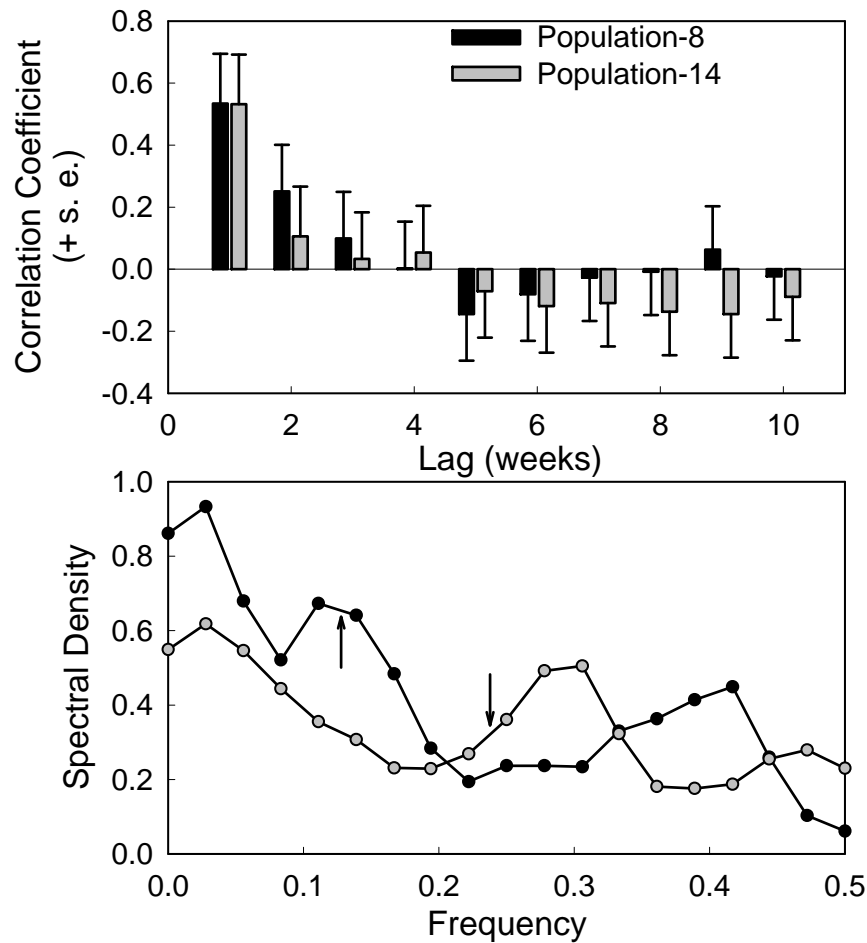 Population-8
Population-14
Correlation Coefficient
(+ s. e.)
0.8
0.6
0.4
0.2
0.0
-0.2
-0.4
0 2 4 6 8 10
Lag (weeks)
Spectral Density
1.0
0.8
0.6
0.4
0.2
0.0
0.0 0.1 0.2 0.3 0.4 0.5
Frequency